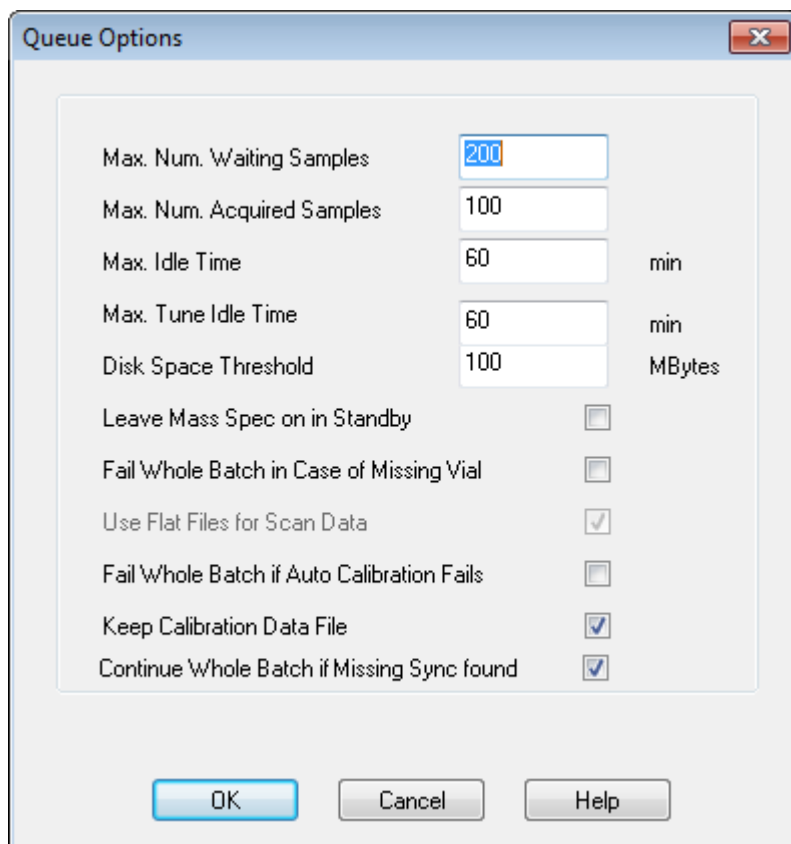 Queue Options
Max. Num. Waiting Samples 200
Max. Num. Acquired Samples 100
Max. Idle Time 60 min
Max. Tune Idle Time 60 min
Disk Space Threshold 100 MBytes
Leave Mass Spec on in Standby
Fail Whole Batch in Case of Missing Vial
Use Flat Files for Scan Data
Fail Whole Batch if Auto Calibration Fails
Keep Calibration Data File
Continue Whole Batch if Missing Sync found
OK Cancel Help